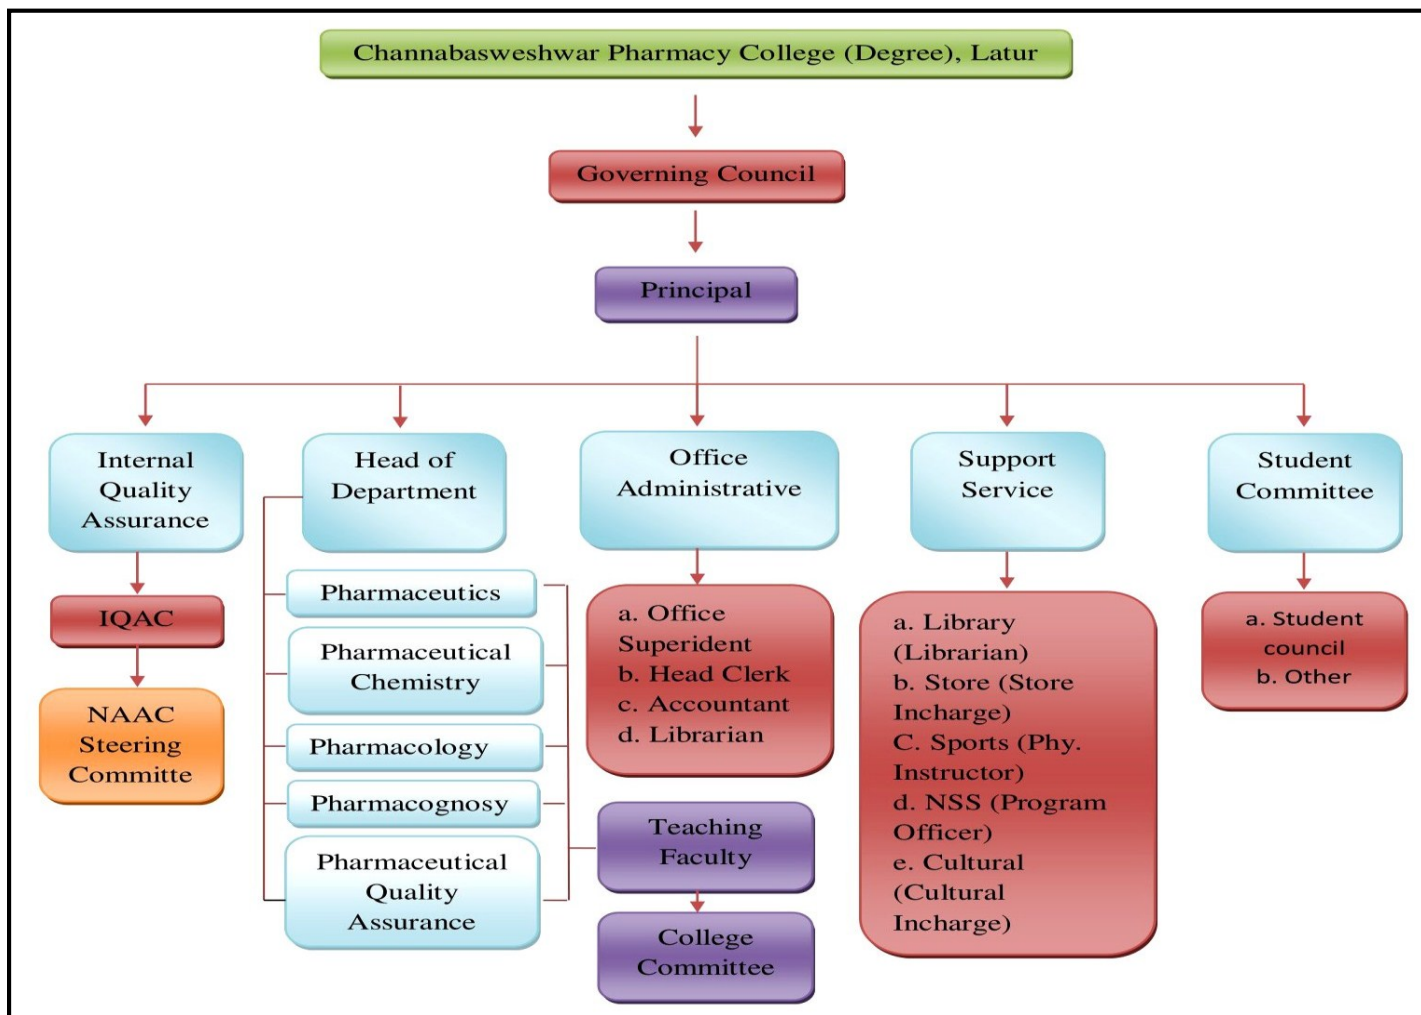 Channabasweshwar Pharmacy College (Degree), Latur
Governing Council
Principal
Internal
Quality
Assurance
Head of
Department
Office
Administrative
Support
Service
Student
Committee
IQAC
NAAC
Steering
Committe
Pharmaceutics
Pharmaceutical
Chemistry
Pharmacology
Pharmacognosy
Pharmaceutical
Quality
Assurance
a. Office
Superident
b. Head Clerk
c. Accountant
d. Librarian
Teaching
Faculty
College
Committee
a. Library
(Librarian)
b. Store (Store
Incharge)
C. Sports (Phy.
Instructor)
d. NSS (Program
Officer)
e. Cultural
(Cultural
Incharge)
a. Student
council
b. Other